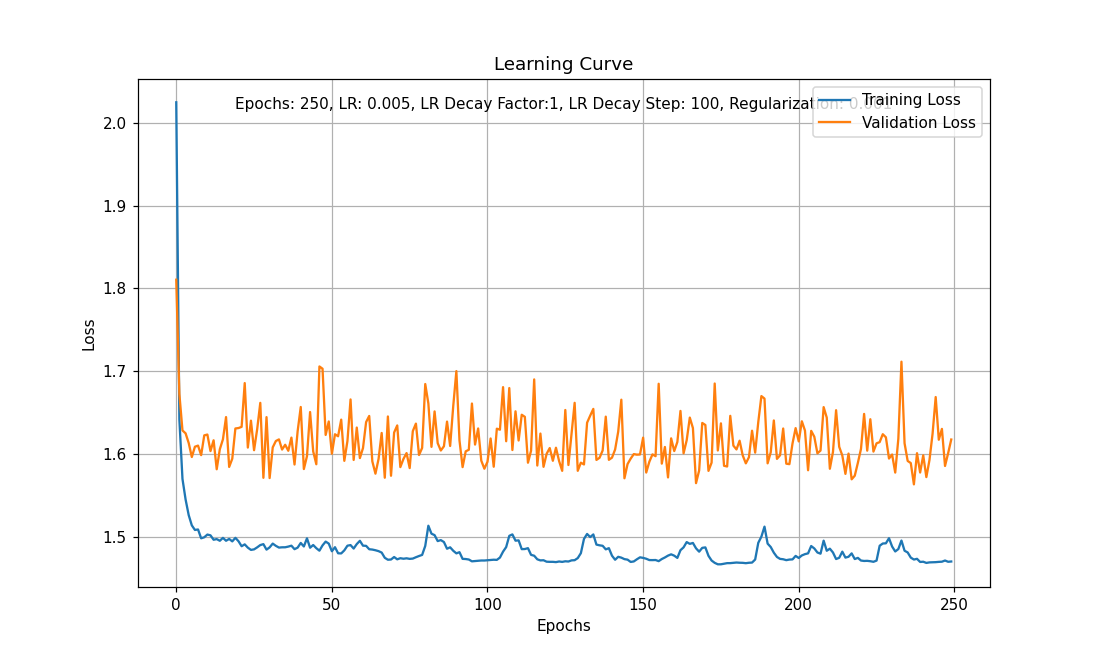 Learning Curve
Epochs: 250, LR: 0.005, LR Decay Factor:1, LR Decay Step: 100, Regularization: 0.001
Training Loss
Validation Loss
2.0
1.9
1.8
1.7
1.6
1.5
Loss
0 50 100 150 200 250
Epochs